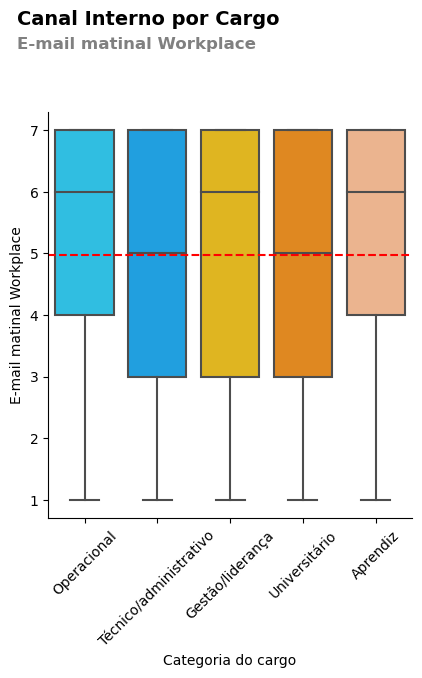 Canal Interno por Cargo
E-mail matinal Workplace
E-mail matinal Workplace
7
6
5
4
3
2
1
Operacional
Técnico/administrativo
Gestão/liderança
Universitário
Aprendiz
Categoria do cargo